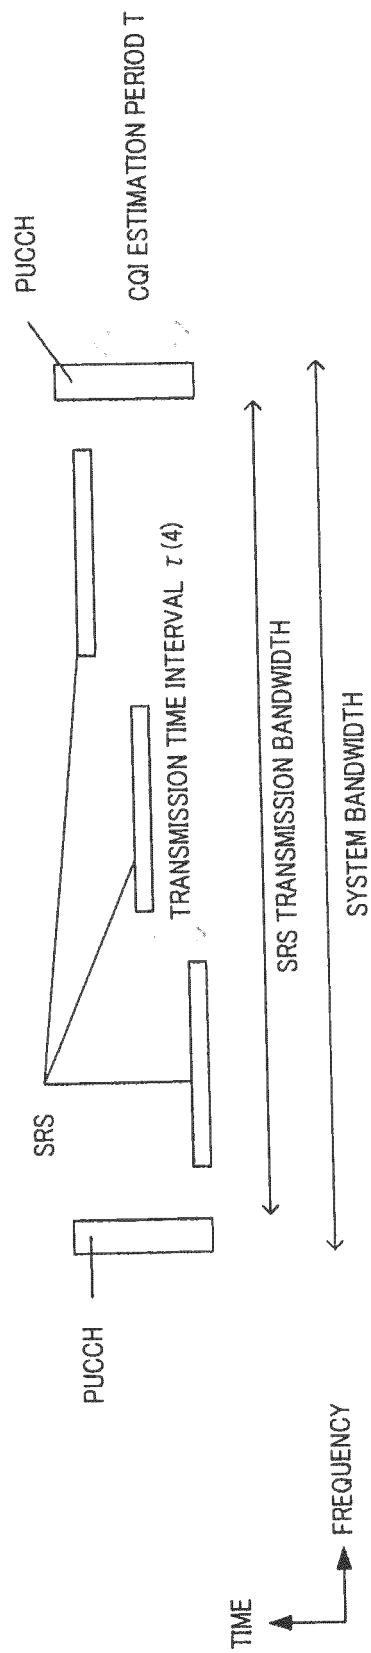 PUCCH
SRS
PUCCH
CQI ESTIMATION PERIOD T
TRANSMISSION TIME INTERVAL τ (4)
SRS TRANSMISSION BANDWIDTH
SYSTEM BANDWIDTH
TIME
FREQUENCY